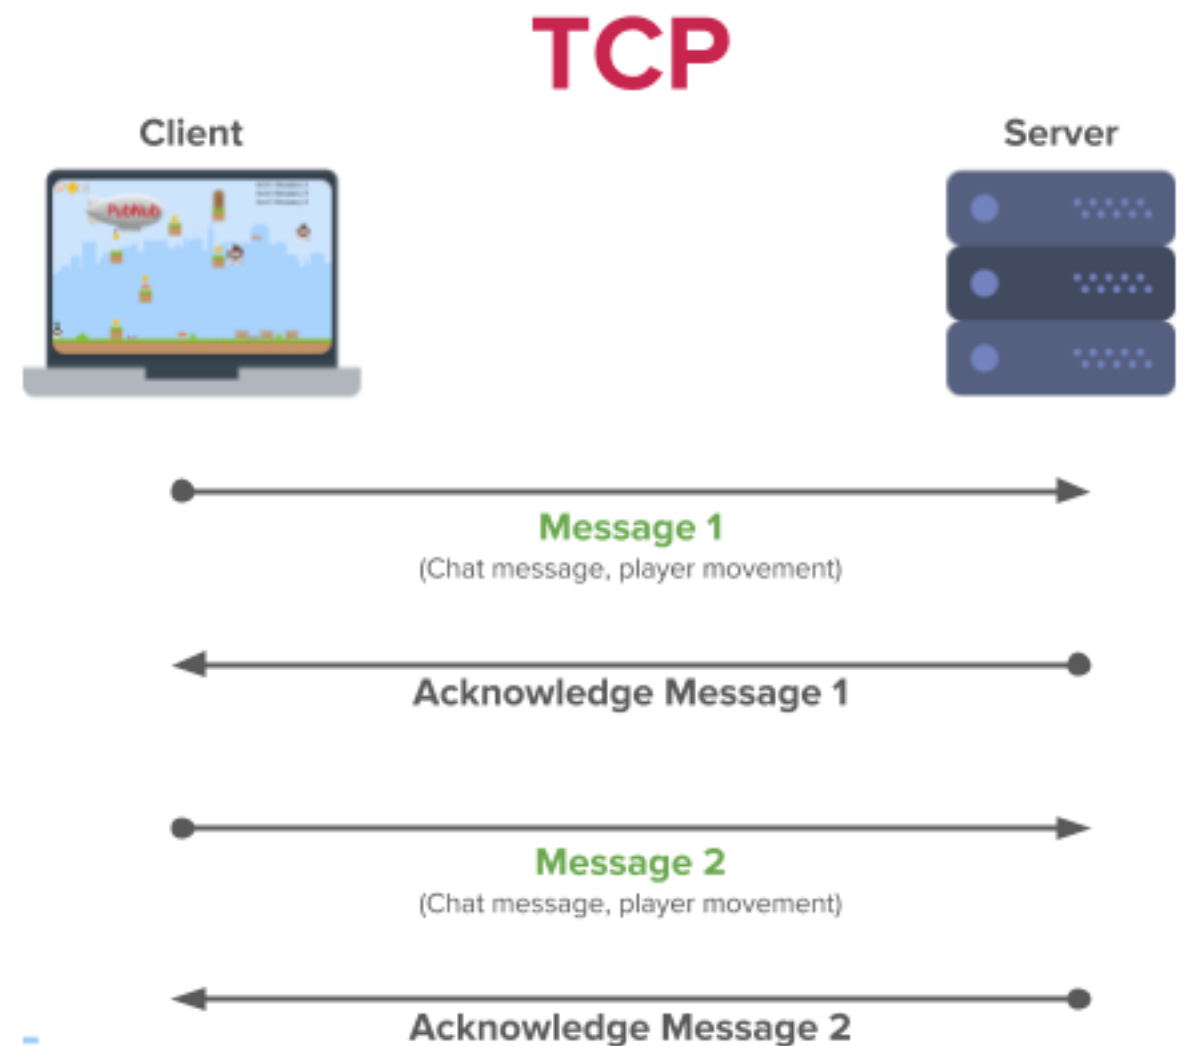 TCP
Client
Server
PubNub
Message 1
(Chat message, player movement)
Acknowledge Message 1
Message 2
(Chat message, player movement)
Acknowledge Message 2